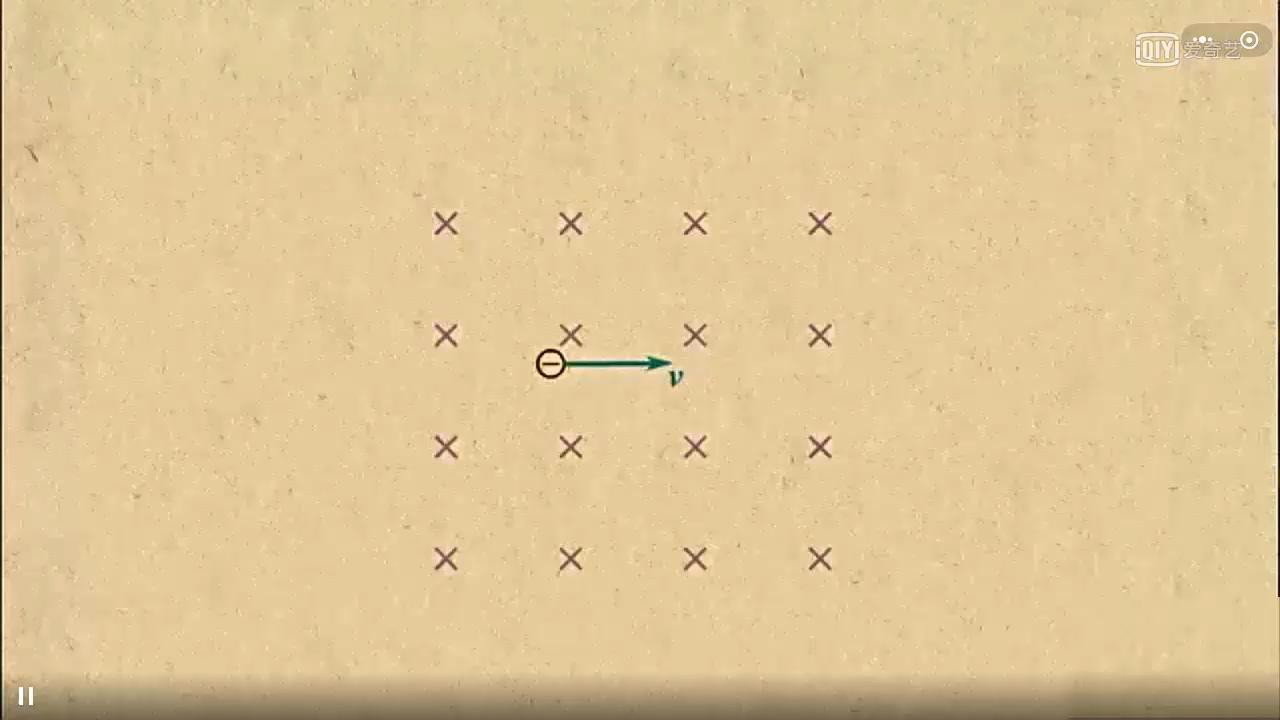 iQIYI 爱奇艺
× × × ×
× × × ×
− v
× × × ×
× × × ×